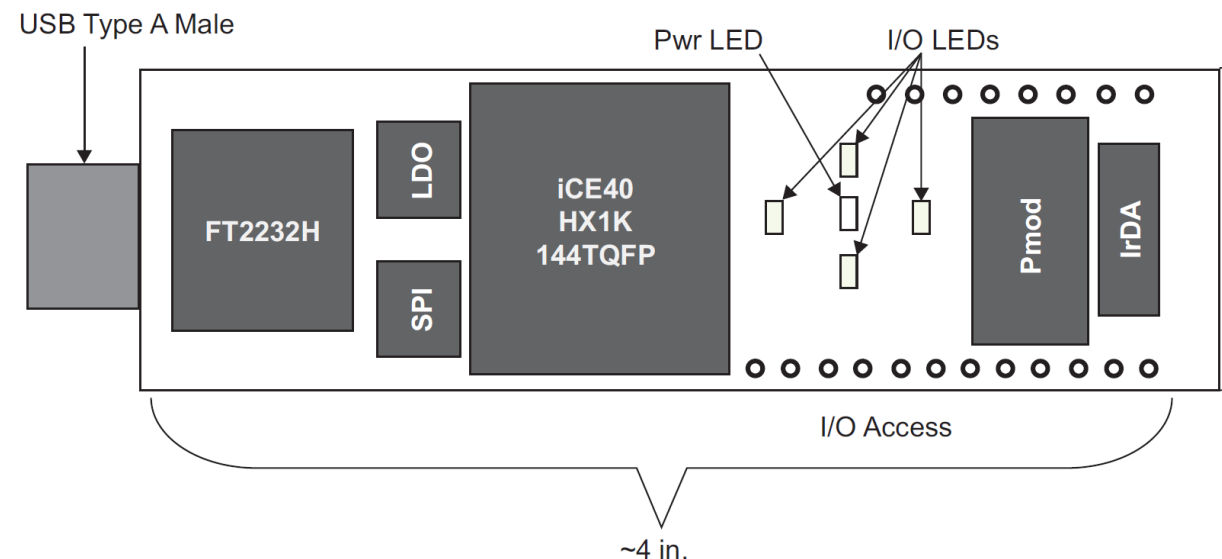 USB Type A Male
Pwr LED
I/O LEDs
FT2232H
LDO
SPI
iCE40
HX1K
144TQFP
Pmod
IrDA
I/O Access
~4 in.